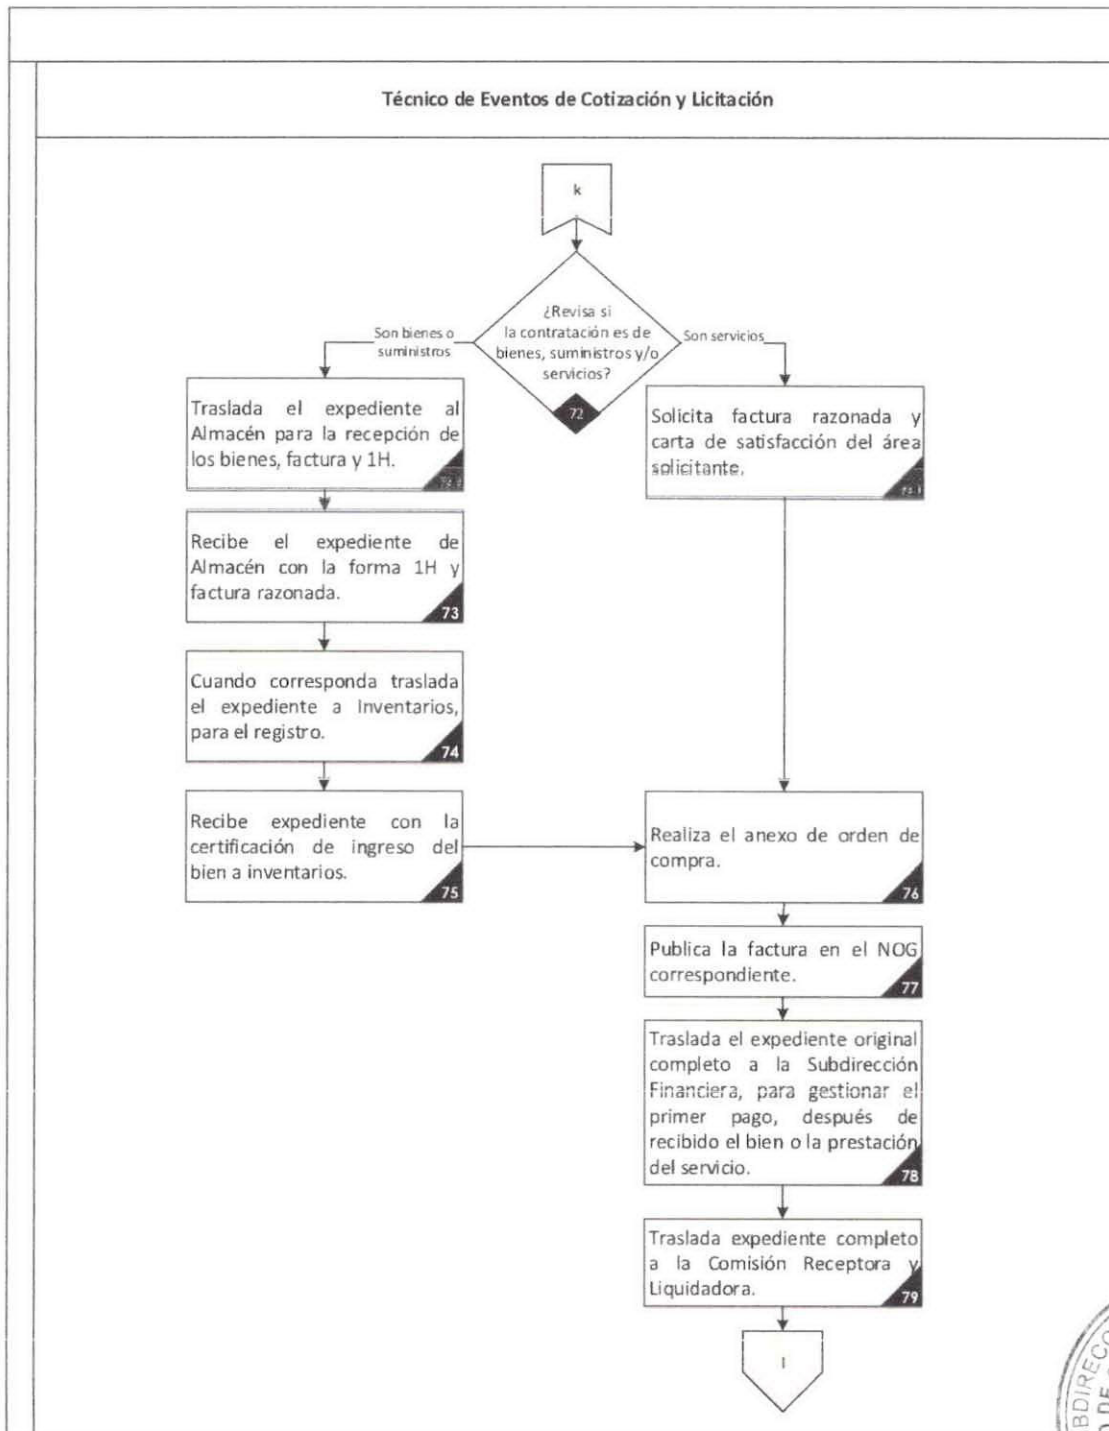 Técnico de Eventos de Cotización y Licitación
k
¿Revisa si
la contratación es de
bienes, suministros y/o
servicios?
72
Son bienes o
suministros
Son servicios
Traslada el expediente al
Almacén para la recepción de
los bienes, factura y 1H.
Solicita factura razonada y
carta de satisfacción del área
solicitante.
Recibe el expediente de
Almacén con la forma 1H y
factura razonada.
73
Cuando corresponda traslada
el expediente a Inventarios,
para el registro.
74
Recibe expediente con la
certificación de ingreso del
bien a inventarios.
75
Realiza el anexo de orden de
compra.
76
Publica la factura en el NOG
correspondiente.
77
Traslada el expediente original
completo a la Subdirección
Financiera, para gestionar el
primer pago, después de
recibido el bien o la prestación
del servicio.
78
Traslada expediente completo
a la Comisión Receptora y
Liquidadora.
79
l